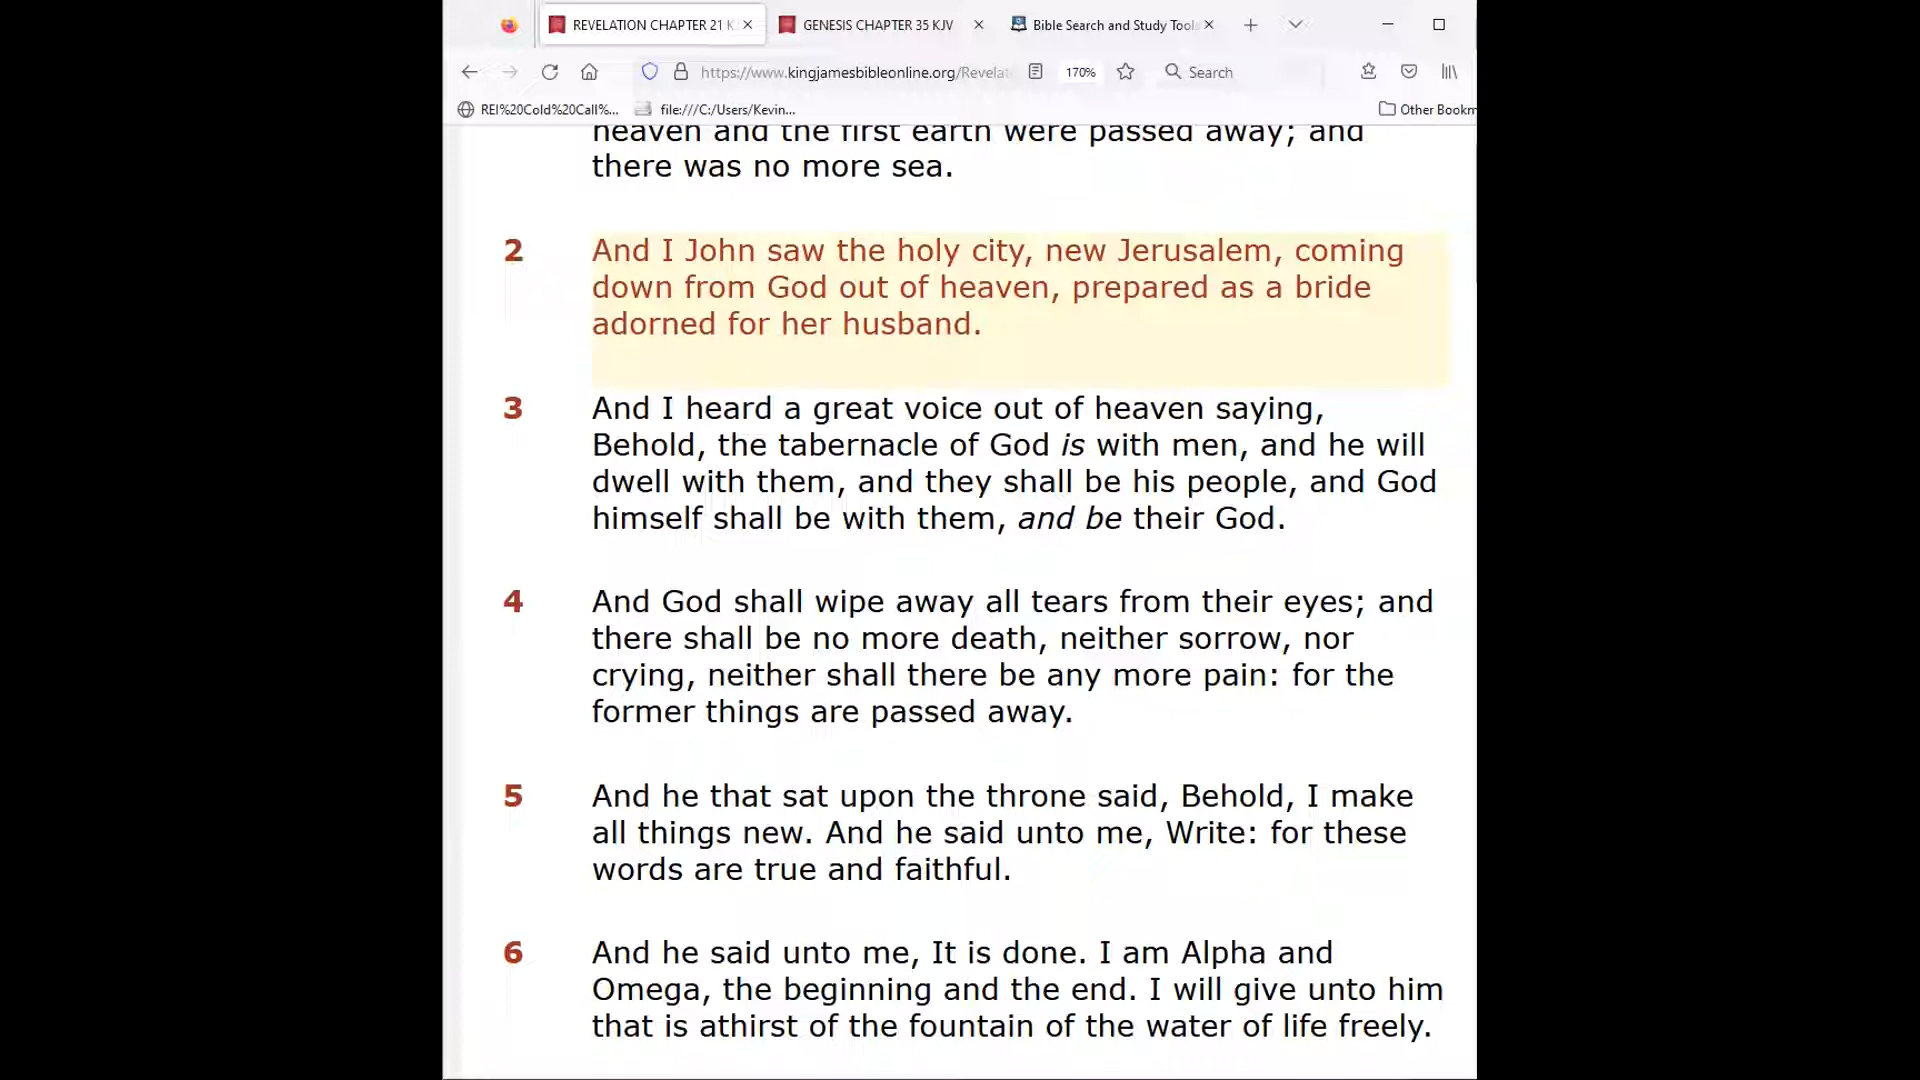 REVELATION CHAPTER 21 K
GENESIS CHAPTER 35 KJV
Bible Search and Study Tools
https://www.kingjamesbibleonline.org/Revelat
170%
Search
REI%20Cold%20Call%...
file:///C:/Users/Kevin...
Other Bookm
heaven and the first earth were passed away; and
there was no more sea.
2 And I John saw the holy city, new Jerusalem, coming
down from God out of heaven, prepared as a bride
adorned for her husband.
3 And I heard a great voice out of heaven saying,
Behold, the tabernacle of God is with men, and he will
dwell with them, and they shall be his people, and God
himself shall be with them, and be their God.
4 And God shall wipe away all tears from their eyes; and
there shall be no more death, neither sorrow, nor
crying, neither shall there be any more pain: for the
former things are passed away.
5 And he that sat upon the throne said, Behold, I make
all things new. And he said unto me, Write: for these
words are true and faithful.
6 And he said unto me, It is done. I am Alpha and
Omega, the beginning and the end. I will give unto him
that is athirst of the fountain of the water of life freely.